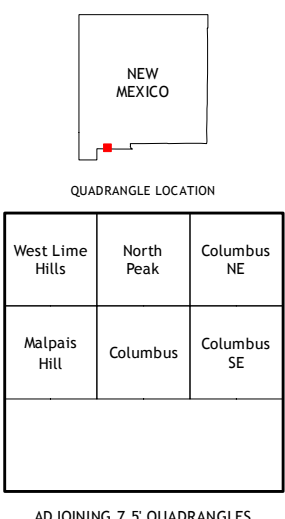 NEW
MEXICO
QUADRANGLE LOCATION
West Lime
Hills
North
Peak
Columbus
NE
Malpais
Hill
Columbus
Columbus
SE
ADJOINING 7.5' QUADRANGLES